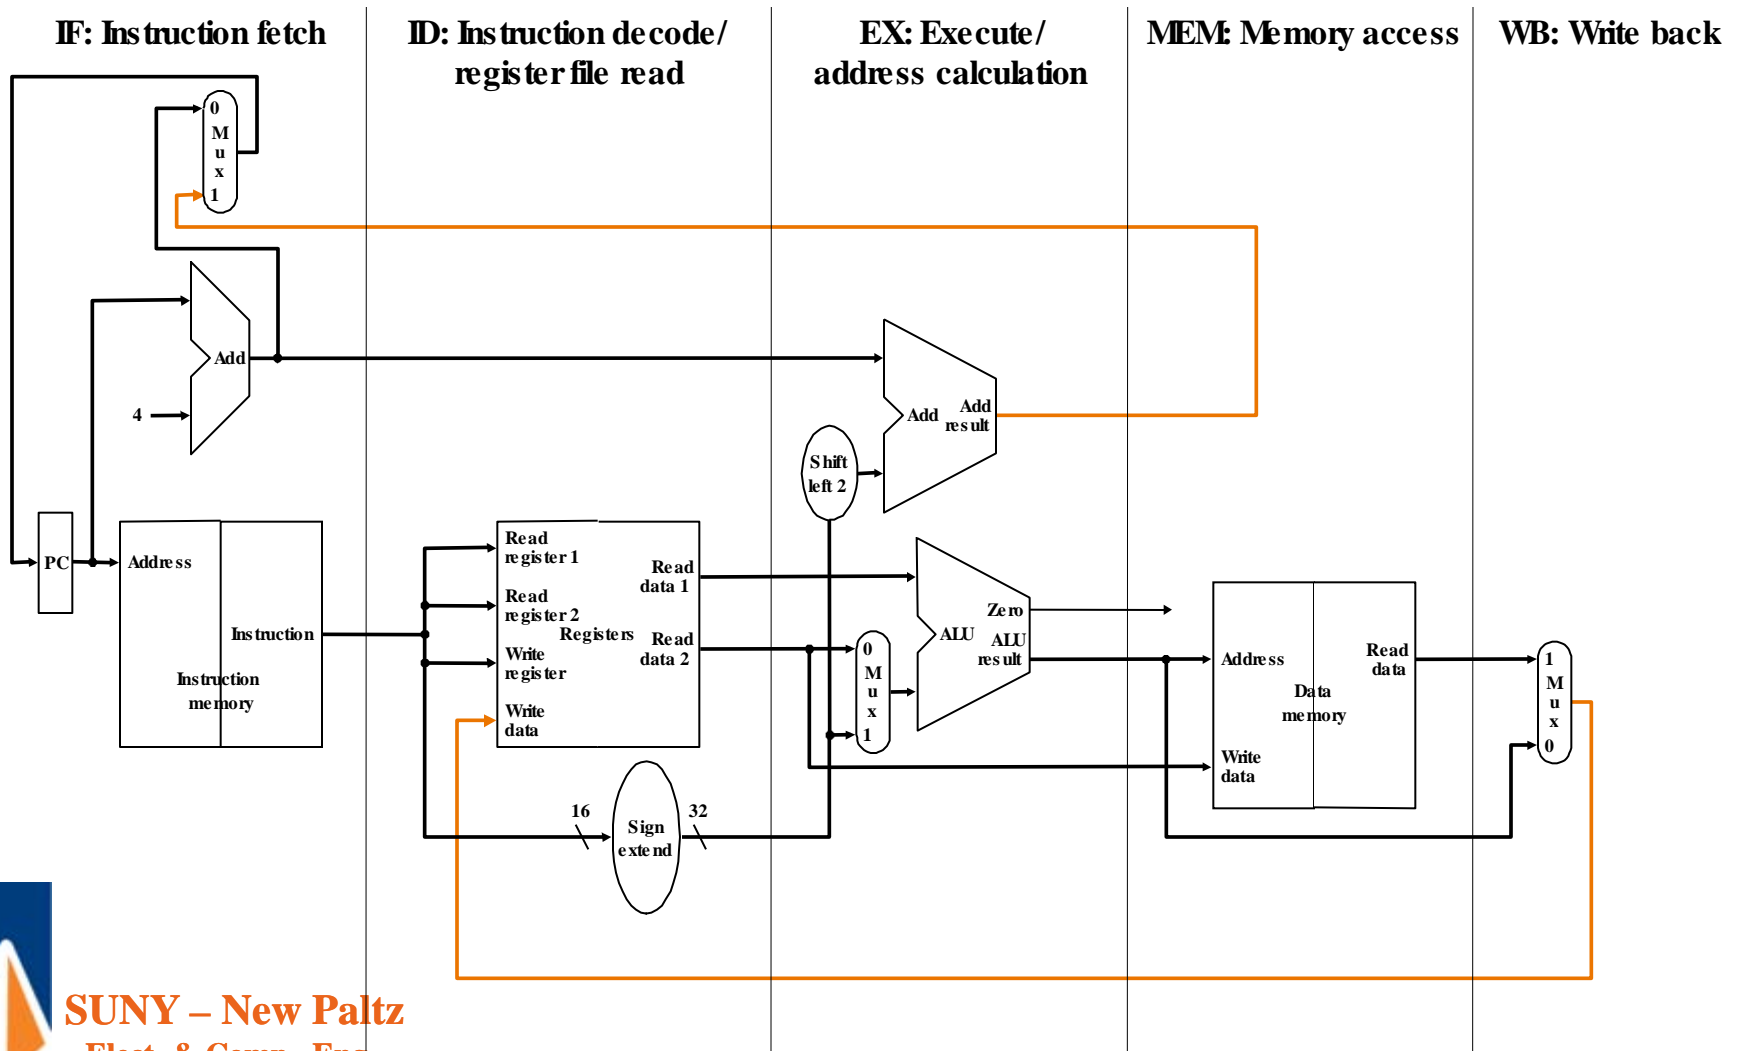 IF: Instruction fetch
ID: Instruction decode/
register file read
EX: Execute/
address calculation
MEM: Memory access
WB: Write back
0
M
u
x
1
Add
4
PC
Address
Instruction
Instruction
memory
Read
register 1
Read
register 2
Write
register
Write
data
Registers
Read
data 1
Read
data 2
16
Sign
extend
32
Shift
left 2
Add
Add
result
0
M
u
x
1
Zero
ALU
ALU
result
Address
Data
memory
Write
data
Read
data
1
M
u
x
0
SUNY – New Paltz
Elect. & Comp. Eng.